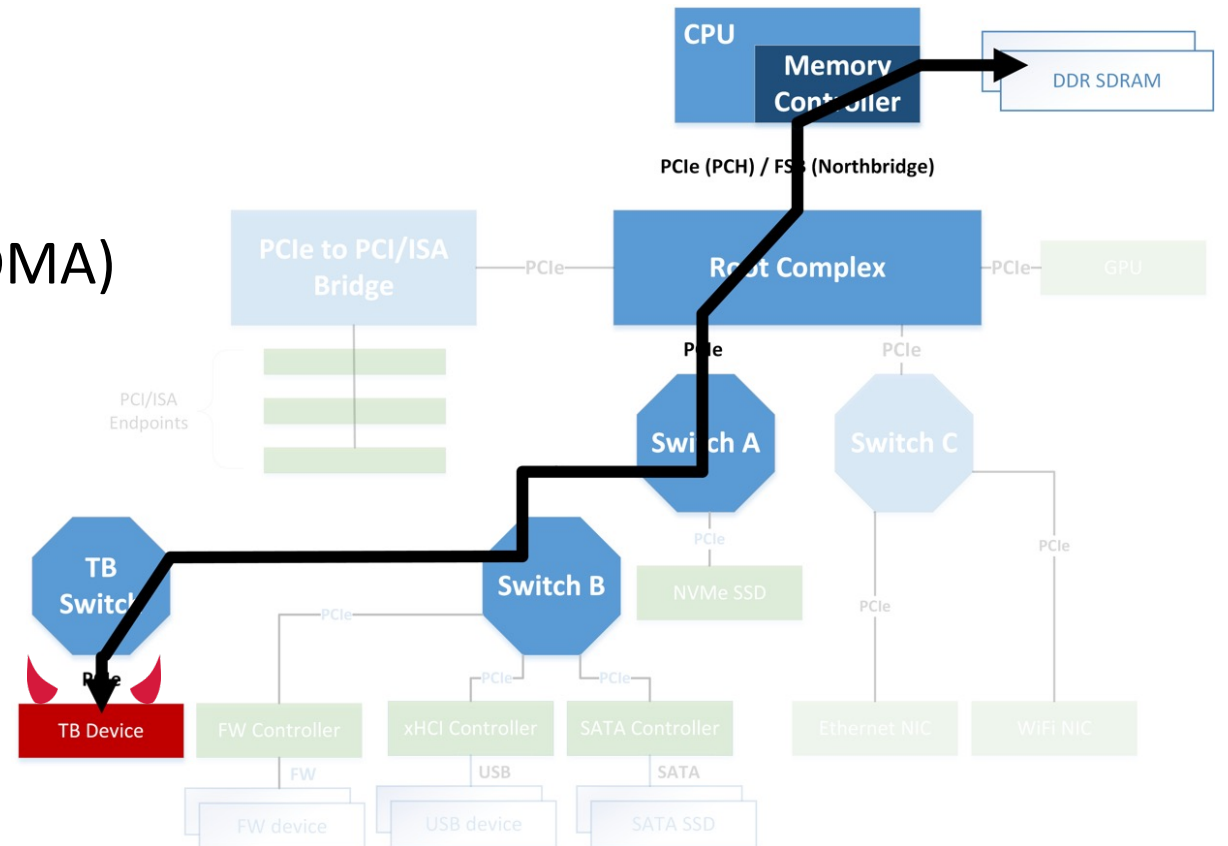 CPU
Memory
Controller
DDR SDRAM
PCIe (PCH) / FSB (Northbridge)
DMA)
PCIe to PCI/ISA
Bridge
PCIe
Root Complex
PCIe
GPU
PCIe
PCIe
PCI/ISA
Endpoints
Switch A
Switch C
TB
Switch
Switch B
PCIe
PCIe
NVMe SSD
PCIe
PCIe
PCIe
PCIe
PCIe
TB Device
FW Controller
xHCI Controller
SATA Controller
Ethernet NIC
WiFi NIC
FW
USB
SATA
FW device
USB device
SATA SSD